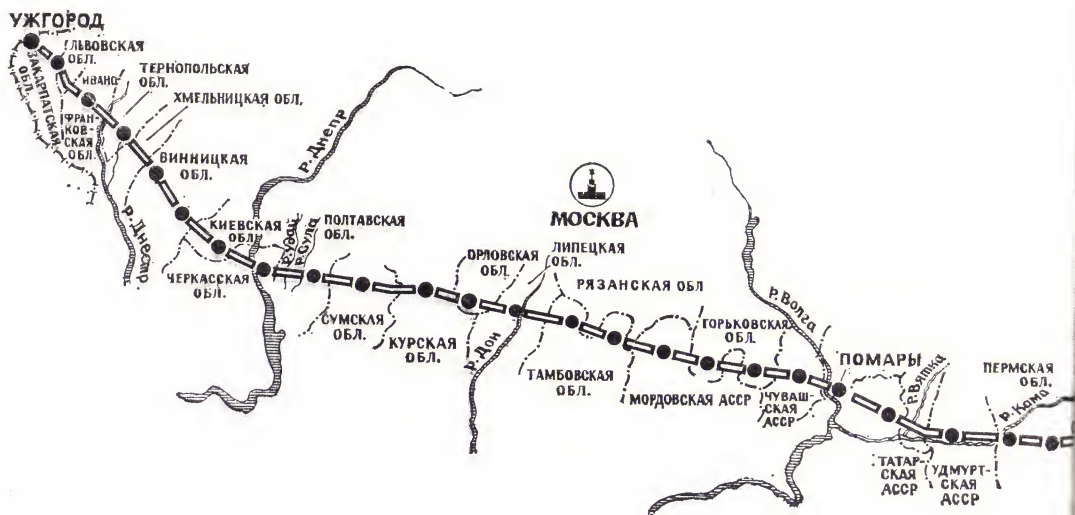 УЖГОРОД
ЛЬВОВСКАЯ
ОБЛ.
ЗАКАРПАТСКАЯ
ОБЛ.
ИВАНО-
ФРАН-
КОВ-
СКАЯ
ОБЛ.
ТЕРНОПОЛЬСКАЯ
ОБЛ.
ХМЕЛЬНИЦКАЯ ОБЛ.
ВИННИЦКАЯ
ОБЛ.
Р. Днестр
КИЕВСКАЯ
ОБЛ.
ЧЕРКАССКАЯ
ОБЛ.
Р. Днепр
Р. Удай
Р. Сула
ПОЛТАВСКАЯ
ОБЛ.
СУМСКАЯ
ОБЛ.
КУРСКАЯ
ОБЛ.
МОСКВА
ОРЛОВСКАЯ
ОБЛ.
ЛИПЕЦКАЯ
ОБЛ.
Р. Дон
РЯЗАНСКАЯ ОБЛ
ТАМБОВСКАЯ
ОБЛ.
МОРДОВСКАЯ АССР
ГОРЬКОВСКАЯ
ОБЛ.
ЧУВАШ-
СКАЯ
АССР
Р. Волга
ПОМАРЫ
Р. Вятка
ТАТАР-
СКАЯ
АССР
УДМУРТ-
СКАЯ
АССР
ПЕРМСКАЯ
ОБЛ.
Р. Кама